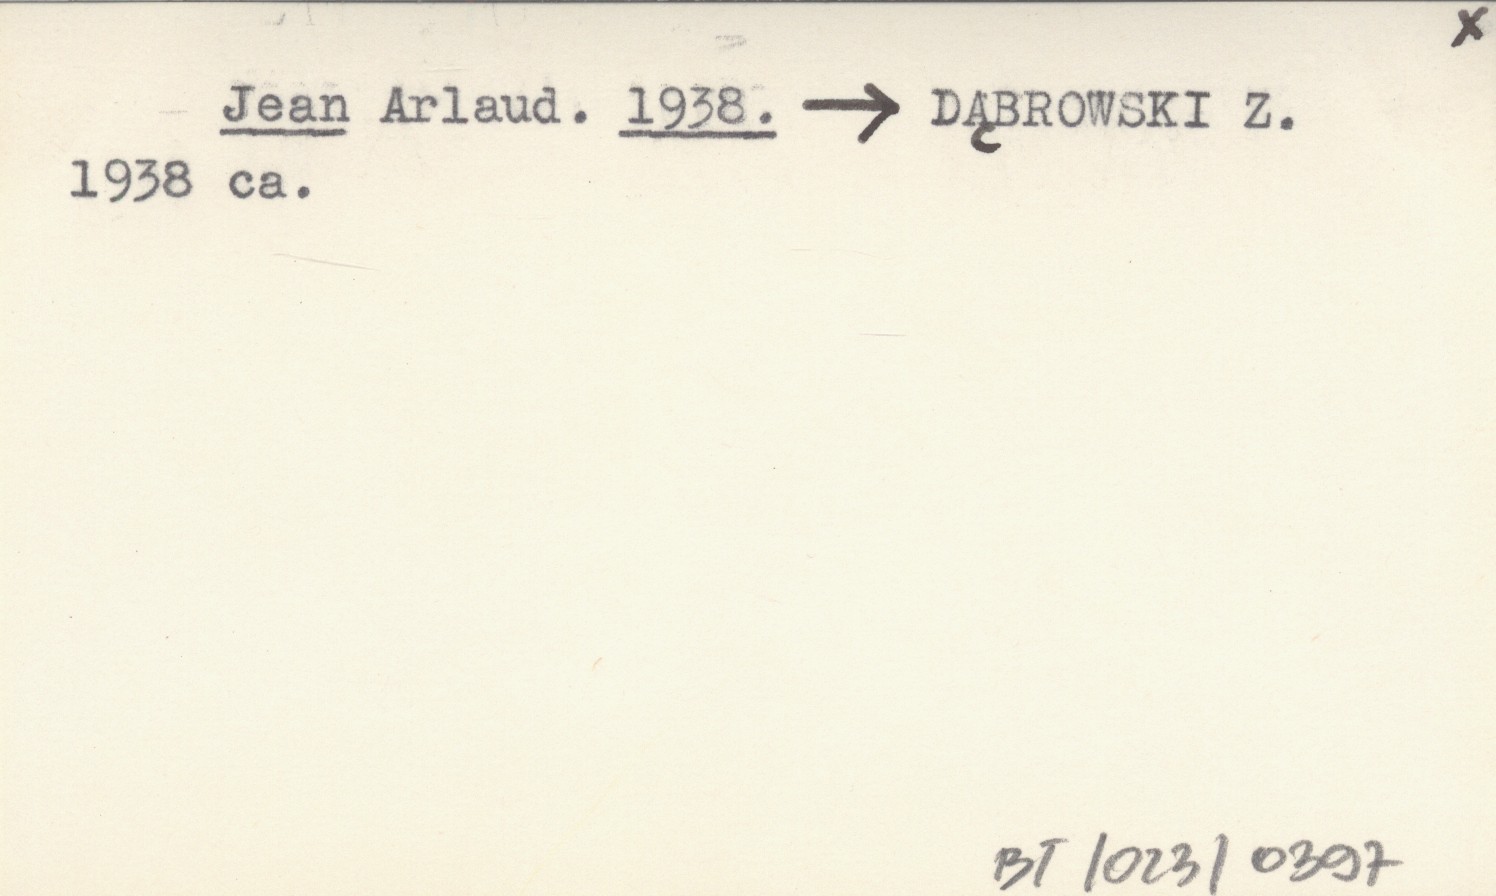 x
Jean Arlaud. 1938. → DĄBROWSKI Z.
1938 ca.
BT /023/ 0397